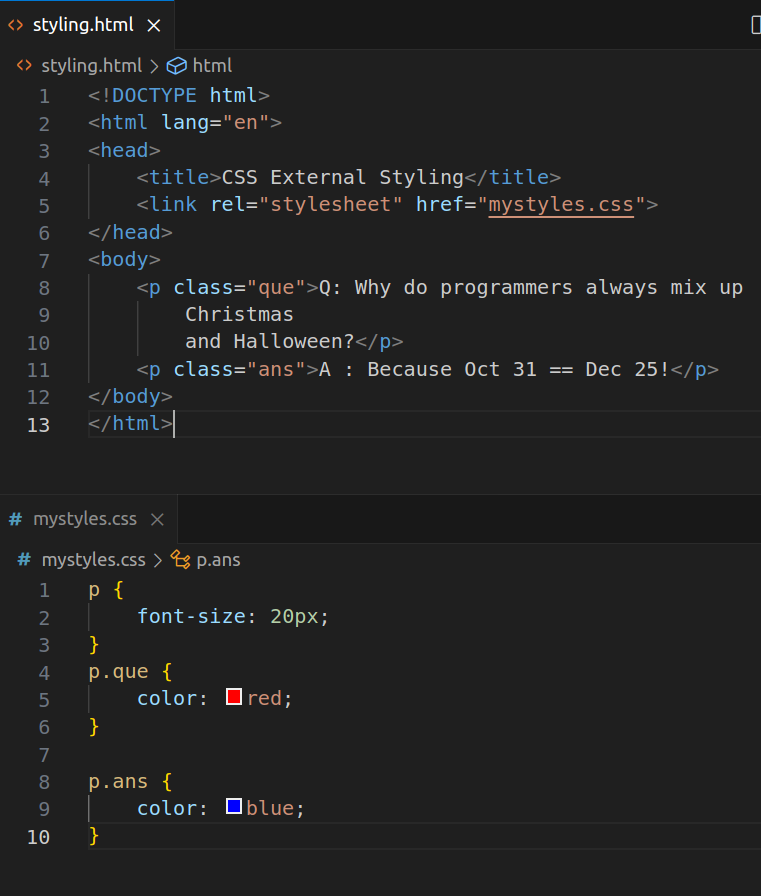 styling.html
styling.html > html
1 <!DOCTYPE html>
2 <html lang="en">
3 <head>
4     <title>CSS External Styling</title>
5     <link rel="stylesheet" href="mystyles.css">
6 </head>
7 <body>
8     <p class="que">Q: Why do programmers always mix up
9         Christmas
10         and Halloween?</p>
11     <p class="ans">A : Because Oct 31 == Dec 25!</p>
12 </body>
13 </html>
# mystyles.css
# mystyles.css > p.ans
1 p {
2     font-size: 20px;
3 }
4 p.que {
5     color: red;
6 }
7
8 p.ans {
9     color: blue;
10 }